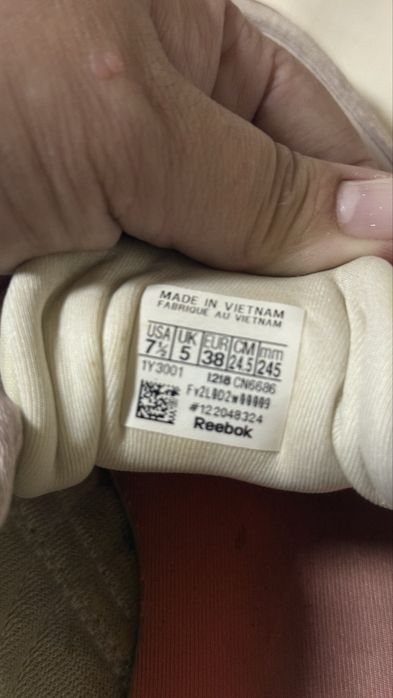 MADE IN VIETNAM
FABRIQUE AU VIETNAM
USA UK EUR CM mm
7½ 5 38 24.5 245
1Y3001 1218 CN6686
#122048324
Reebok